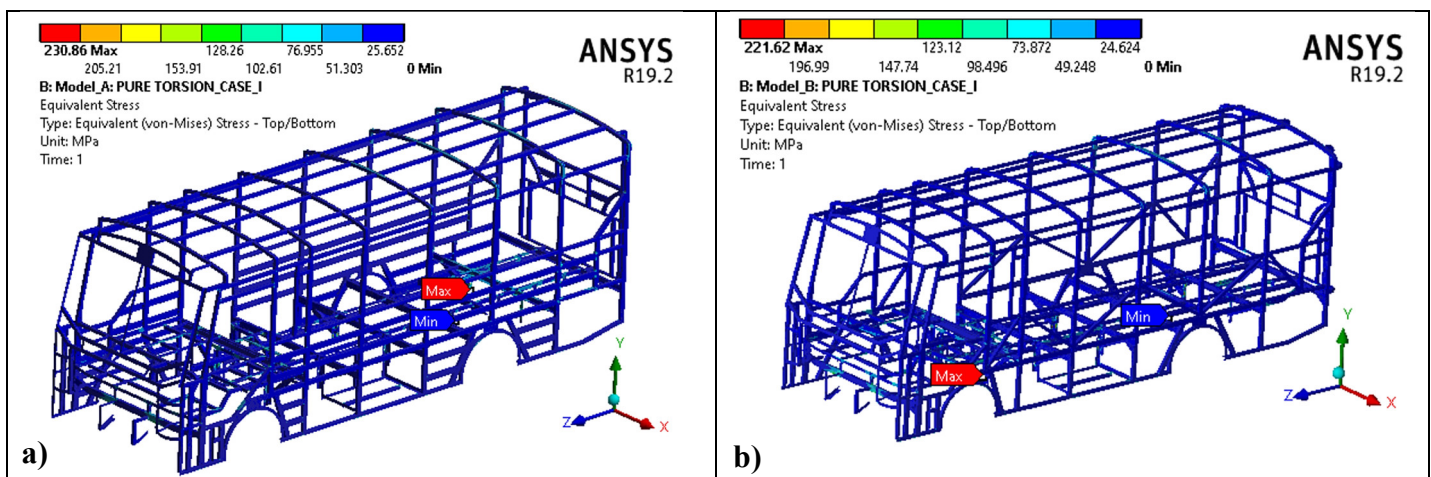 230.86 Max 128.26 76.955 25.652
205.21 153.91 102.61 51.303 0 Min
ANSYS
R19.2
B: Model_A: PURE TORSION_CASE_I
Equivalent Stress
Type: Equivalent (von-Mises) Stress - Top/Bottom
Unit: MPa
Time: 1
Max
Min
Y
Z
X
a)
221.62 Max 123.12 73.872 24.624
196.99 147.74 98.496 49.248 0 Min
ANSYS
R19.2
B: Model_B: PURE TORSION_CASE_I
Equivalent Stress
Type: Equivalent (von-Mises) Stress - Top/Bottom
Unit: MPa
Time: 1
Min
Max
Y
Z
X
b)